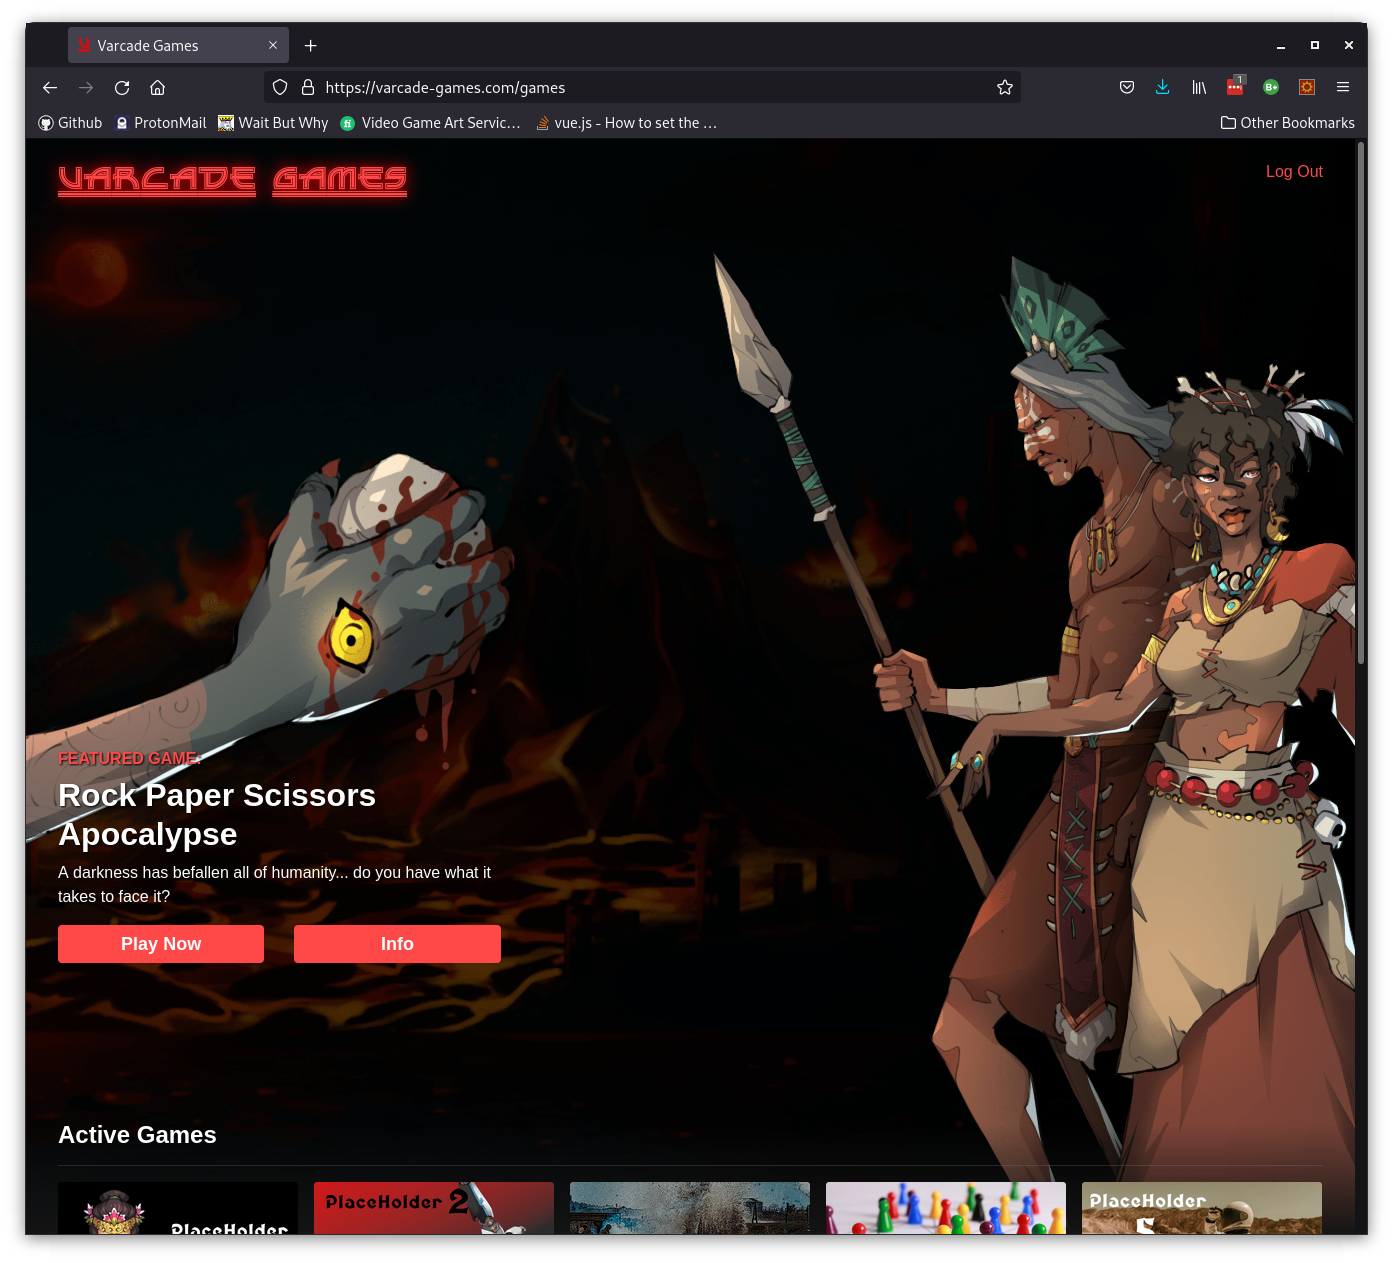 Varcade Games
https://varcade-games.com/games
1
Github
ProtonMail
Wait But Why
Video Game Art Servic…
vue.js - How to set the …
Other Bookmarks
VARCADE GAMES
Log Out
FEATURED GAME:
Rock Paper Scissors
Apocalypse
A darkness has befallen all of humanity... do you have what it
takes to face it?
Play Now
Info
Active Games
PlaceHolder
PlaceHolder 2
PlaceHolder
5